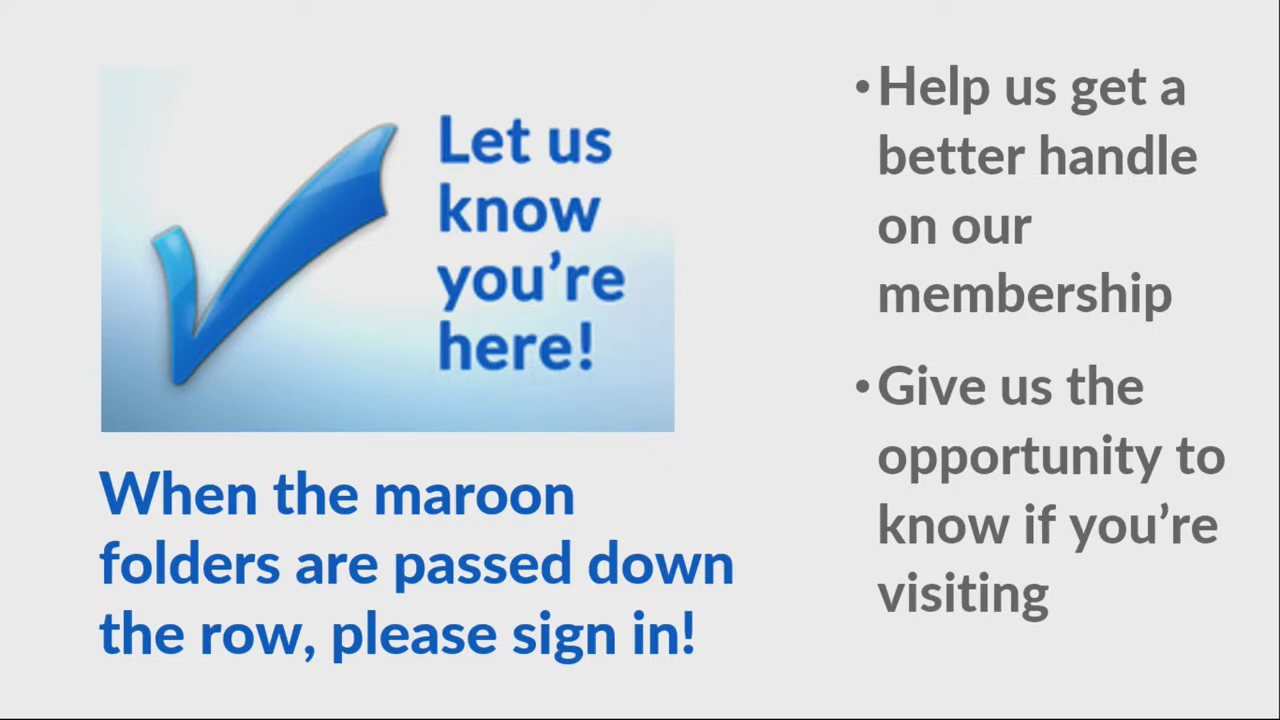 Let us
know
you’re
here!
When the maroon
folders are passed down
the row, please sign in!
•Help us get a
better handle
on our
membership
•Give us the
opportunity to
know if you’re
visiting